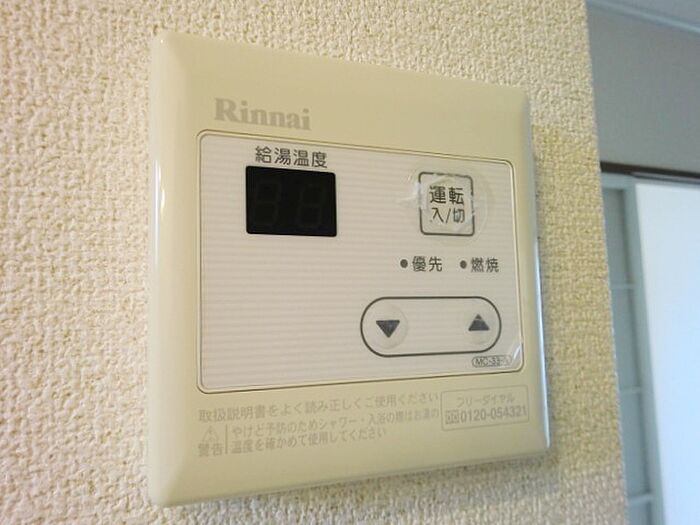 Rinnai
給湯温度
運転
入/切
優先 燃焼
MC-33-A
取扱説明書をよく読み正しくご使用ください
警告
やけど予防のためシャワー・入浴の際はお湯の
温度を確かめて使用してください
フリーダイヤル
0120-054321